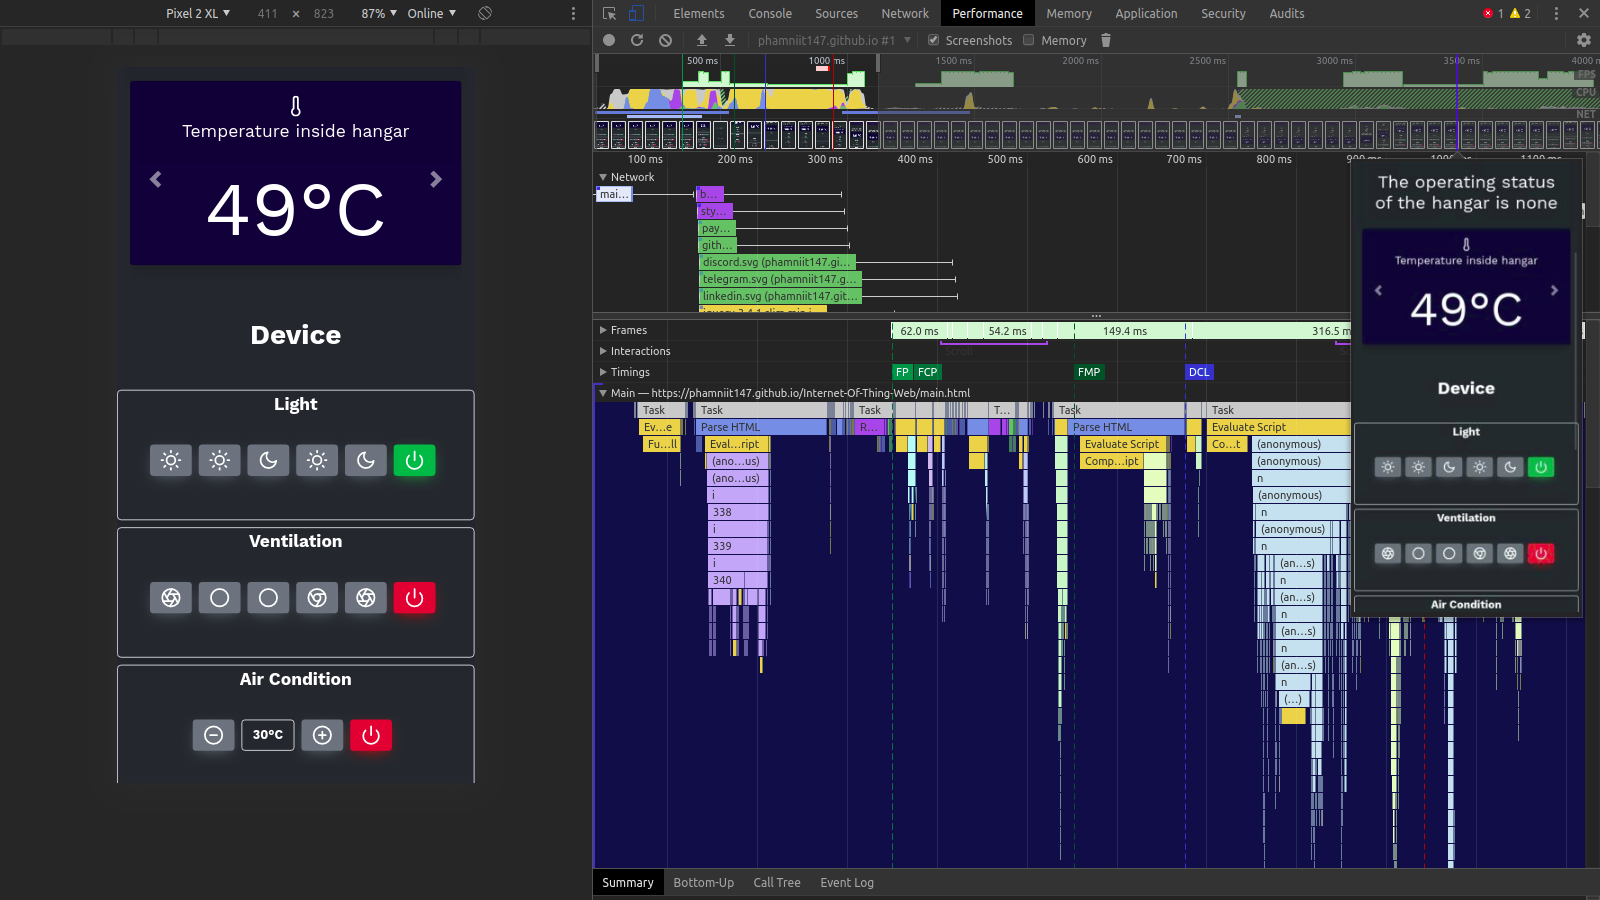 Pixel 2 XL ▼ 411 × 823 87% ▼ Online ▼
Elements Console Sources Network Performance Memory Application Security Audits 1 2
phamniit147.github.io #1 ▼ Screenshots Memory
500 ms 1000 ms 1500 ms 2000 ms 2500 ms 3000 ms 3500 ms 4000 m
FPS
CPU
NET
100 ms 200 ms 300 ms 400 ms 500 ms 600 ms 700 ms 800 ms
Temperature inside hangar
49°C
Device
Light
Ventilation
Air Condition
30ºC
Network
mai... b...
sty...
pay...
gith...
discord.svg (phamniit147.gi...
telegram.svg (phamniit147.g...
linkedin.svg (phamniit147.git...
Frames 62.0 ms 54.2 ms 149.4 ms 316.5 m
Interactions Scroll
Timings FP FCP FMP DCL
Main — https://phamniit147.github.io/Internet-Of-Thing-Web/main.html
Task Task Task T... Task Task
Ev...e Parse HTML R... Parse HTML Evaluate Script
Fu...ll Eval...ript Evaluate Script Co...t (anonymous)
(ano...us) Comp...ipt (anonymous)
(ano...us) n
i (anonymous)
338 n
i (anonymous)
339 n
i (an...s)
340 n
(an...s)
n
(an...s)
n
(an...s)
n
(...)
The operating status
of the hangar is none
Temperature inside hangar
49°C
Device
Light
Ventilation
Air Condition
Summary Bottom-Up Call Tree Event Log